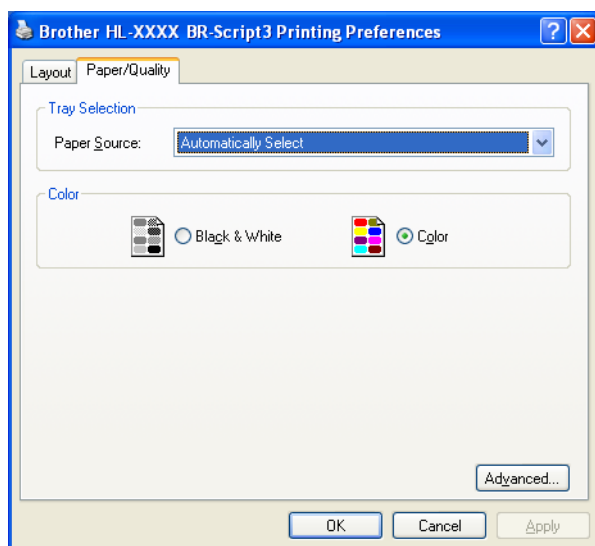 Brother HL-XXXX BR-Script3 Printing Preferences
Layout Paper/Quality
Tray Selection
Paper Source: Automatically Select
Color
Black & White Color
Advanced...
OK Cancel Apply